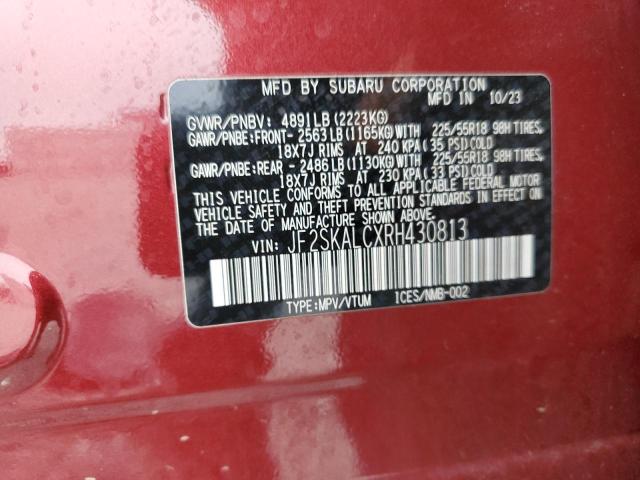 MFD BY SUBARU CORPORATION
MFD IN 10/23
GVWR/PNBV: 4891LB(2223KG)
GAWR/PNBE:FRONT- 2563LB(1165KG)WITH 225/55R18 98H TIRES,
18X7J RIMS AT 240 KPA( 35 PSI)COLD
GAWR/PNBE:REAR - 2486LB(1130KG)WITH 225/55R18 98H TIRES,
18X7J RIMS AT 230 KPA( 33 PSI)COLD
THIS VEHICLE CONFORMS TO ALL APPLICABLE FEDERAL MOTOR
VEHICLE SAFETY AND THEFT PREVENTION STANDARDS IN EFFECT ON
THE DATE OF MANUFACTURE SHOWN ABOVE.
VIN: JF2SKALCXRH430813
TYPE:MPV/VTUM ICES/NMB-002